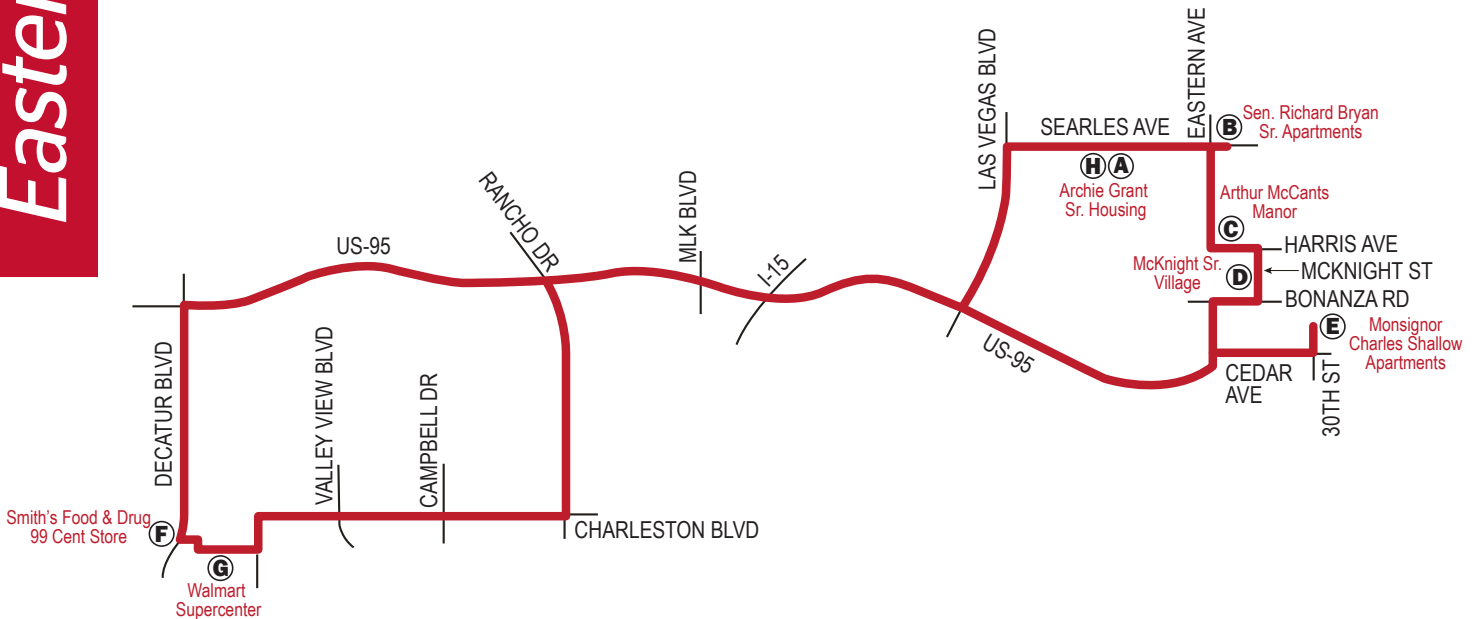 Easter
LAS VEGAS BLVD
SEARLES AVE
EASTERN AVE
B
Sen. Richard Bryan
Sr. Apartments
H A
Archie Grant
Sr. Housing
Arthur McCants
Manor
C
HARRIS AVE
McKnight Sr.
Village
D
MCKNIGHT ST
BONANZA RD
E
Monsignor
Charles Shallow
Apartments
CEDAR
AVE
30TH ST
RANCHO DR
MLK BLVD
US-95
I-15
US-95
DECATUR BLVD
VALLEY VIEW BLVD
CAMPBELL DR
CHARLESTON BLVD
Smith's Food & Drug
99 Cent Store
F
G
Walmart
Supercenter